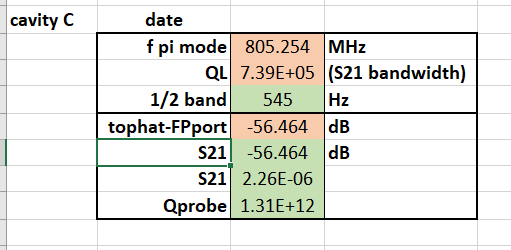 cavity C date
f pi mode 805.254 MHz
QL 7.39E+05 (S21 bandwidth)
1/2 band 545 Hz
tophat-FPport -56.464 dB
S21 -56.464 dB
S21 2.26E-06
Qprobe 1.31E+12